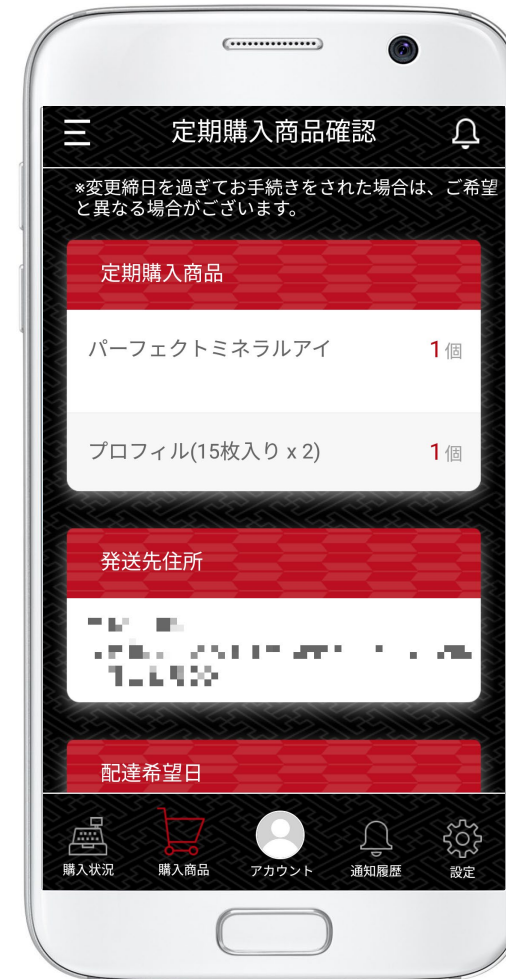 定期購入商品確認
*変更締日を過ぎてお手続きをされた場合は、ご希望
と異なる場合がございます。
定期購入商品
パーフェクトミネラルアイ 1個
プロフィル(15枚入り x 2) 1個
発送先住所
配達希望日
購入状況 購入商品 アカウント 通知履歴 設定